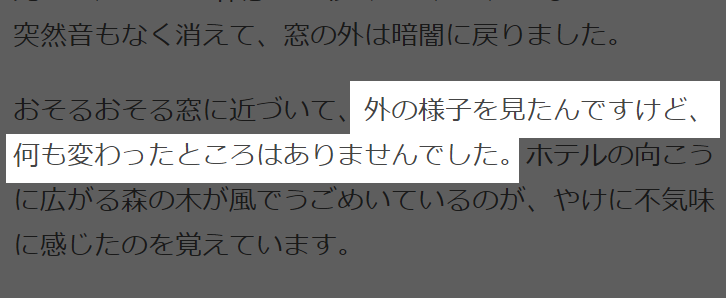 突然音もなく消えて、窓の外は暗闇に戻りました。
おそるおそる窓に近づいて、外の様子を見たんですけど、
何も変わったところはありませんでした。ホテルの向こう
に広がる森の木が風でうごめいているのが、やけに不気味
に感じたのを覚えています。